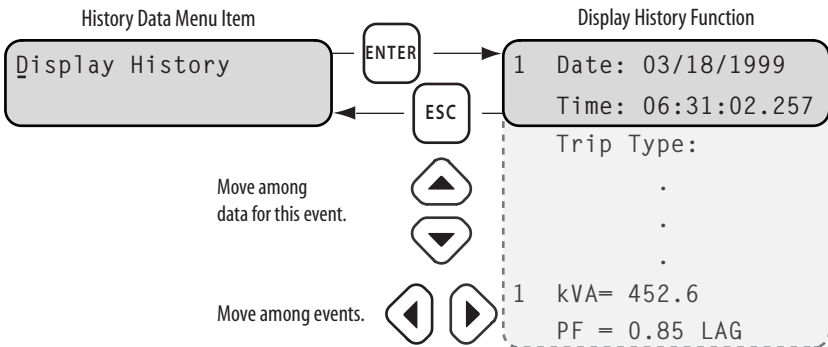 History Data Menu Item
Display History
ENTER
ESC
Display History Function
1 Date: 03/18/1999
Time: 06:31:02.257
Trip Type:
.
.
.
1 kVA= 452.6
PF = 0.85 LAG
Move among
data for this event.
Move among events.